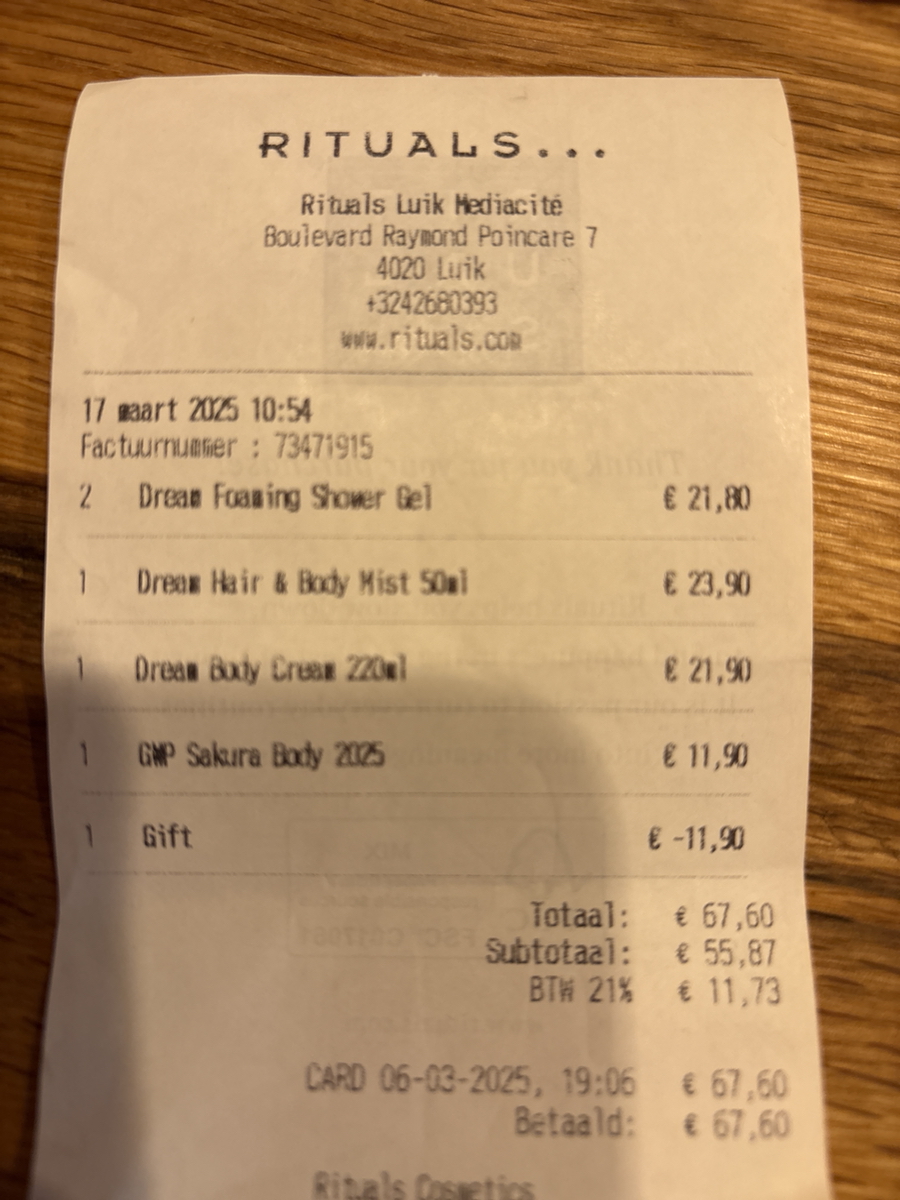 RITUALS...
Rituals Luik Mediacité
Boulevard Raymond Poincare 7
4020 Luik
+3242680393
www.rituals.com
17 maart 2025 10:54
Factuurnummer : 73471915
2 Dream Foaming Shower Gel € 21,80
1 Dream Hair & Body Mist 50ml € 23,90
1 Dream Body Cream 220ml € 21,90
1 GWP Sakura Body 2025 € 11,90
1 Gift € -11,90
Totaal: € 67,60
Subtotaal: € 55,87
BTW 21% € 11,73
CARD 06-03-2025, 19:06 € 67,60
Betaald: € 67,60
Rituals Cosmetics